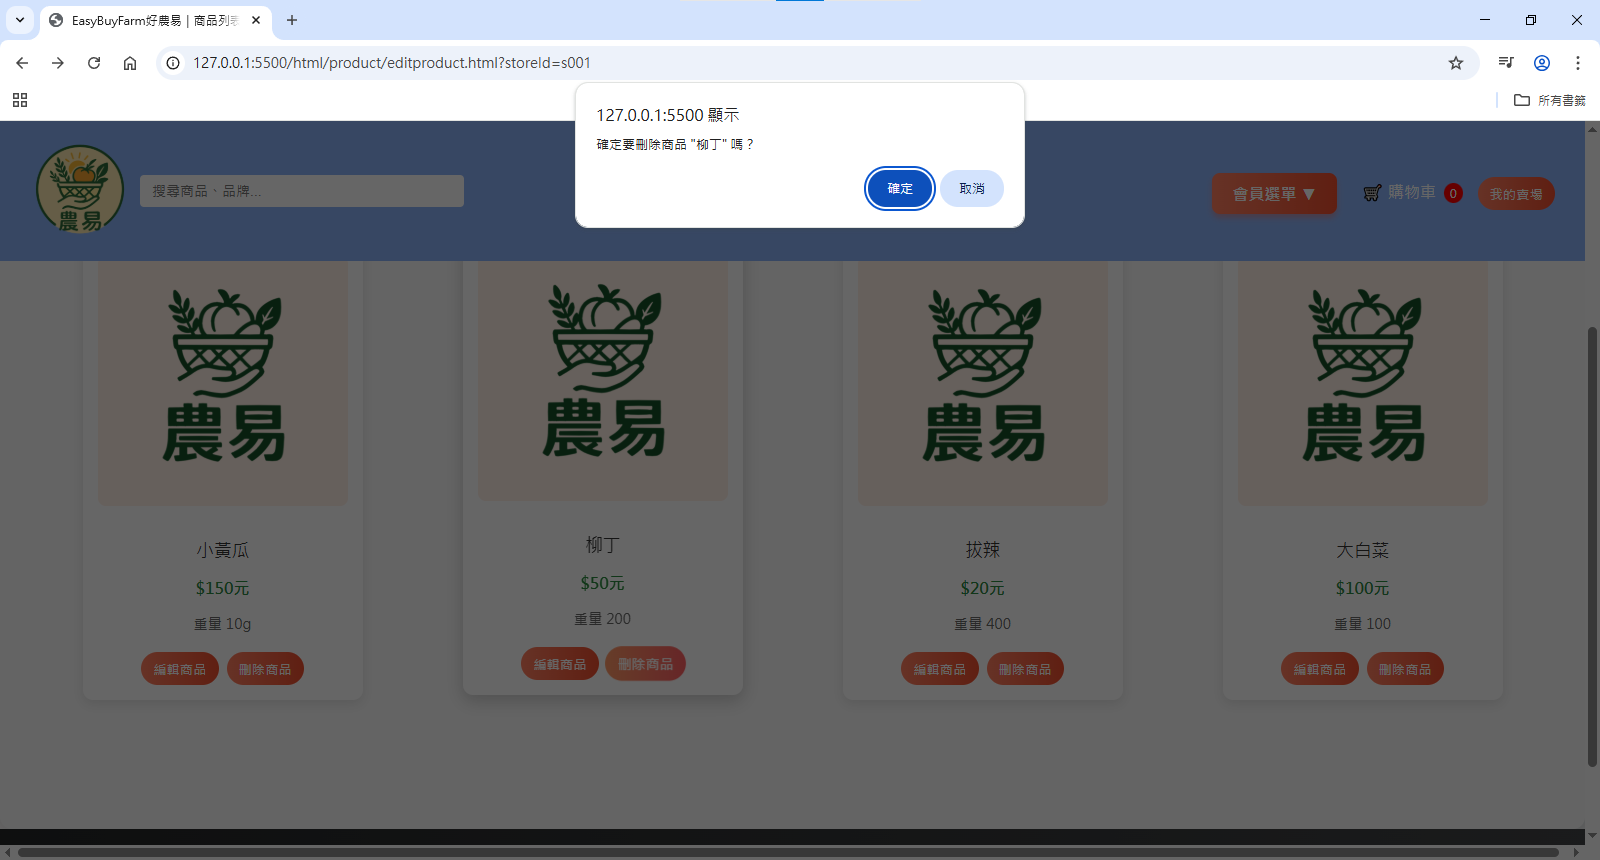 EasyBuyFarm好農易 | 商品列表
127.0.0.1:5500/html/product/editproduct.html?storeId=s001
所有書籤
127.0.0.1:5500 顯示
確定要刪除商品 "柳丁" 嗎？
確定
取消
農易
搜尋商品、品牌...
會員選單 ▼
購物車 0
我的賣場
農易
農易
農易
農易
小黃瓜
$150元
重量 10g
編輯商品
刪除商品
柳丁
$50元
重量 200
編輯商品
刪除商品
拔辣
$20元
重量 400
編輯商品
刪除商品
大白菜
$100元
重量 100
編輯商品
刪除商品